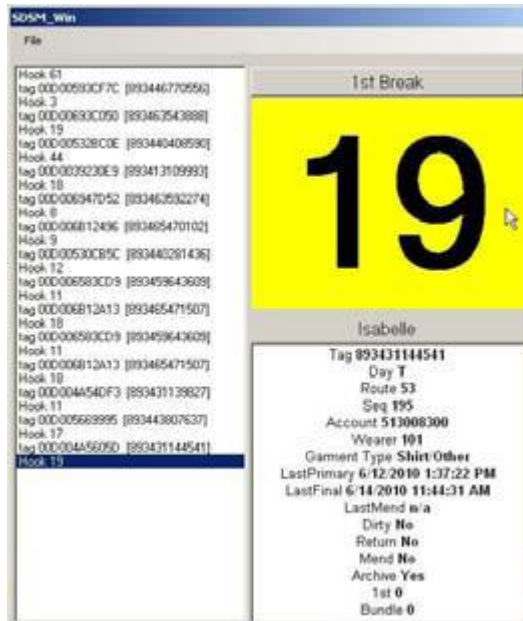 SDSM_Win
File
Hook 61
tag 00D00593CF7C [893446770556]
Hook 3
tag 00D00693C050 [893463543888]
Hook 19
tag 00D00532BC0E [893440408590]
Hook 44
tag 00D0039230E9 [893413109993]
Hook 18
tag 00D006947D52 [893463592274]
Hook 8
tag 00D006B12496 [893465470102]
Hook 9
tag 00D00530CB5C [893440281436]
Hook 12
tag 00D006583CD9 [893459643609]
Hook 11
tag 00D006B12A13 [893465471507]
Hook 18
tag 00D006583CD9 [893459643609]
Hook 11
tag 00D006B12A13 [893465471507]
Hook 18
tag 00D004A54DF3 [893431139827]
Hook 11
tag 00D005669995 [893443807637]
Hook 17
tag 00D004A5605D [893431144541]
Hook 19
1st Break
19
Isabelle
Tag 893431144541
Day T
Route 53
Seq 195
Account 513008300
Wearer 101
Garment Type Shirt/Other
LastPrimary 6/12/2010 1:37:22 PM
LastFinal 6/14/2010 11:44:31 AM
LastMend n/a
Dirty No
Return No
Mend No
Archive Yes
1st 0
Bundle 0